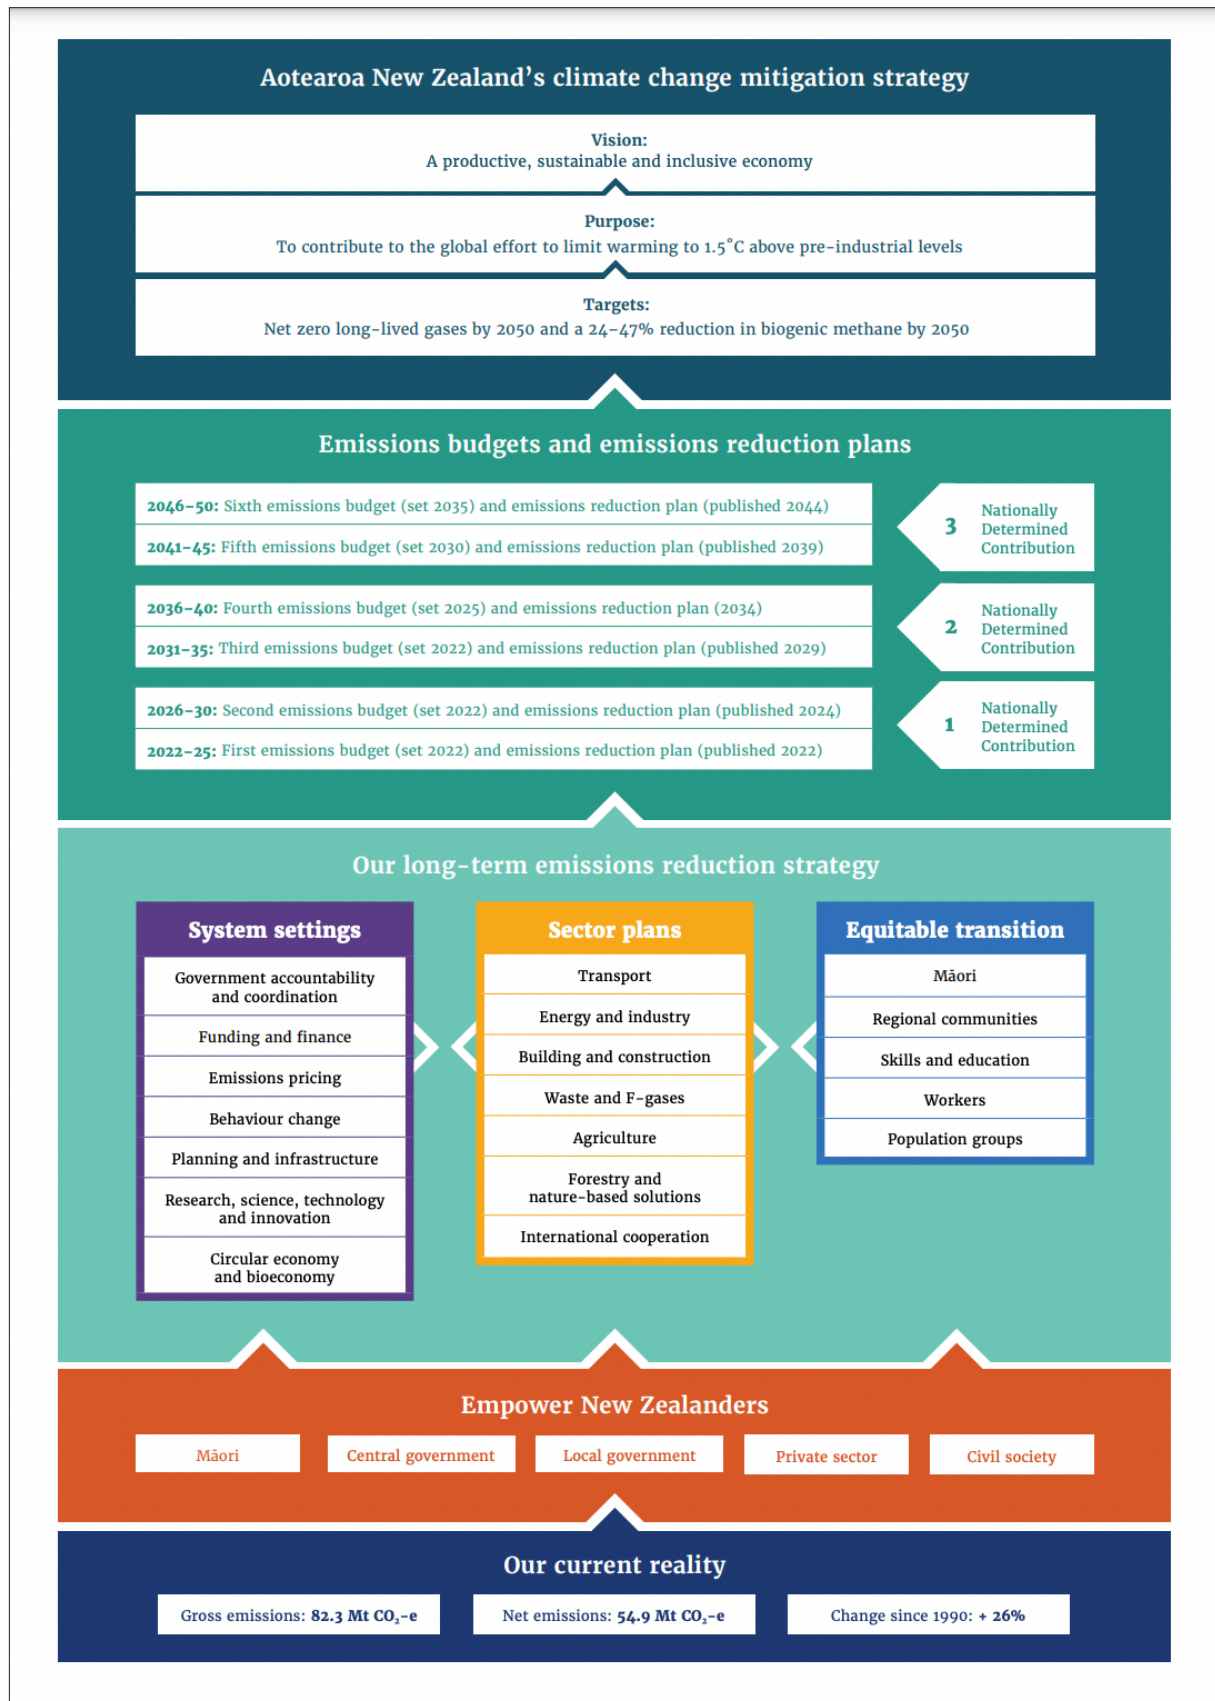 Aotearoa New Zealand’s climate change mitigation strategy
Vision:
A productive, sustainable and inclusive economy
Purpose:
To contribute to the global effort to limit warming to 1.5˚C above pre-industrial levels
Targets:
Net zero long-lived gases by 2050 and a 24–47% reduction in biogenic methane by 2050
Emissions budgets and emissions reduction plans
2046–50: Sixth emissions budget (set 2035) and emissions reduction plan (published 2044)
2041–45: Fifth emissions budget (set 2030) and emissions reduction plan (published 2039)
3
Nationally
Determined
Contribution
2036–40: Fourth emissions budget (set 2025) and emissions reduction plan (2034)
2031–35: Third emissions budget (set 2022) and emissions reduction plan (published 2029)
2
Nationally
Determined
Contribution
2026–30: Second emissions budget (set 2022) and emissions reduction plan (published 2024)
2022–25: First emissions budget (set 2022) and emissions reduction plan (published 2022)
1
Nationally
Determined
Contribution
Our long-term emissions reduction strategy
System settings
Government accountability
and coordination
Funding and finance
Emissions pricing
Behaviour change
Planning and infrastructure
Research, science, technology
and innovation
Circular economy
and bioeconomy
Sector plans
Transport
Energy and industry
Building and construction
Waste and F-gases
Agriculture
Forestry and
nature-based solutions
International cooperation
Equitable transition
Māori
Regional communities
Skills and education
Workers
Population groups
Empower New Zealanders
Māori
Central government
Local government
Private sector
Civil society
Our current reality
Gross emissions: 82.3 Mt CO₂-e
Net emissions: 54.9 Mt CO₂-e
Change since 1990: + 26%